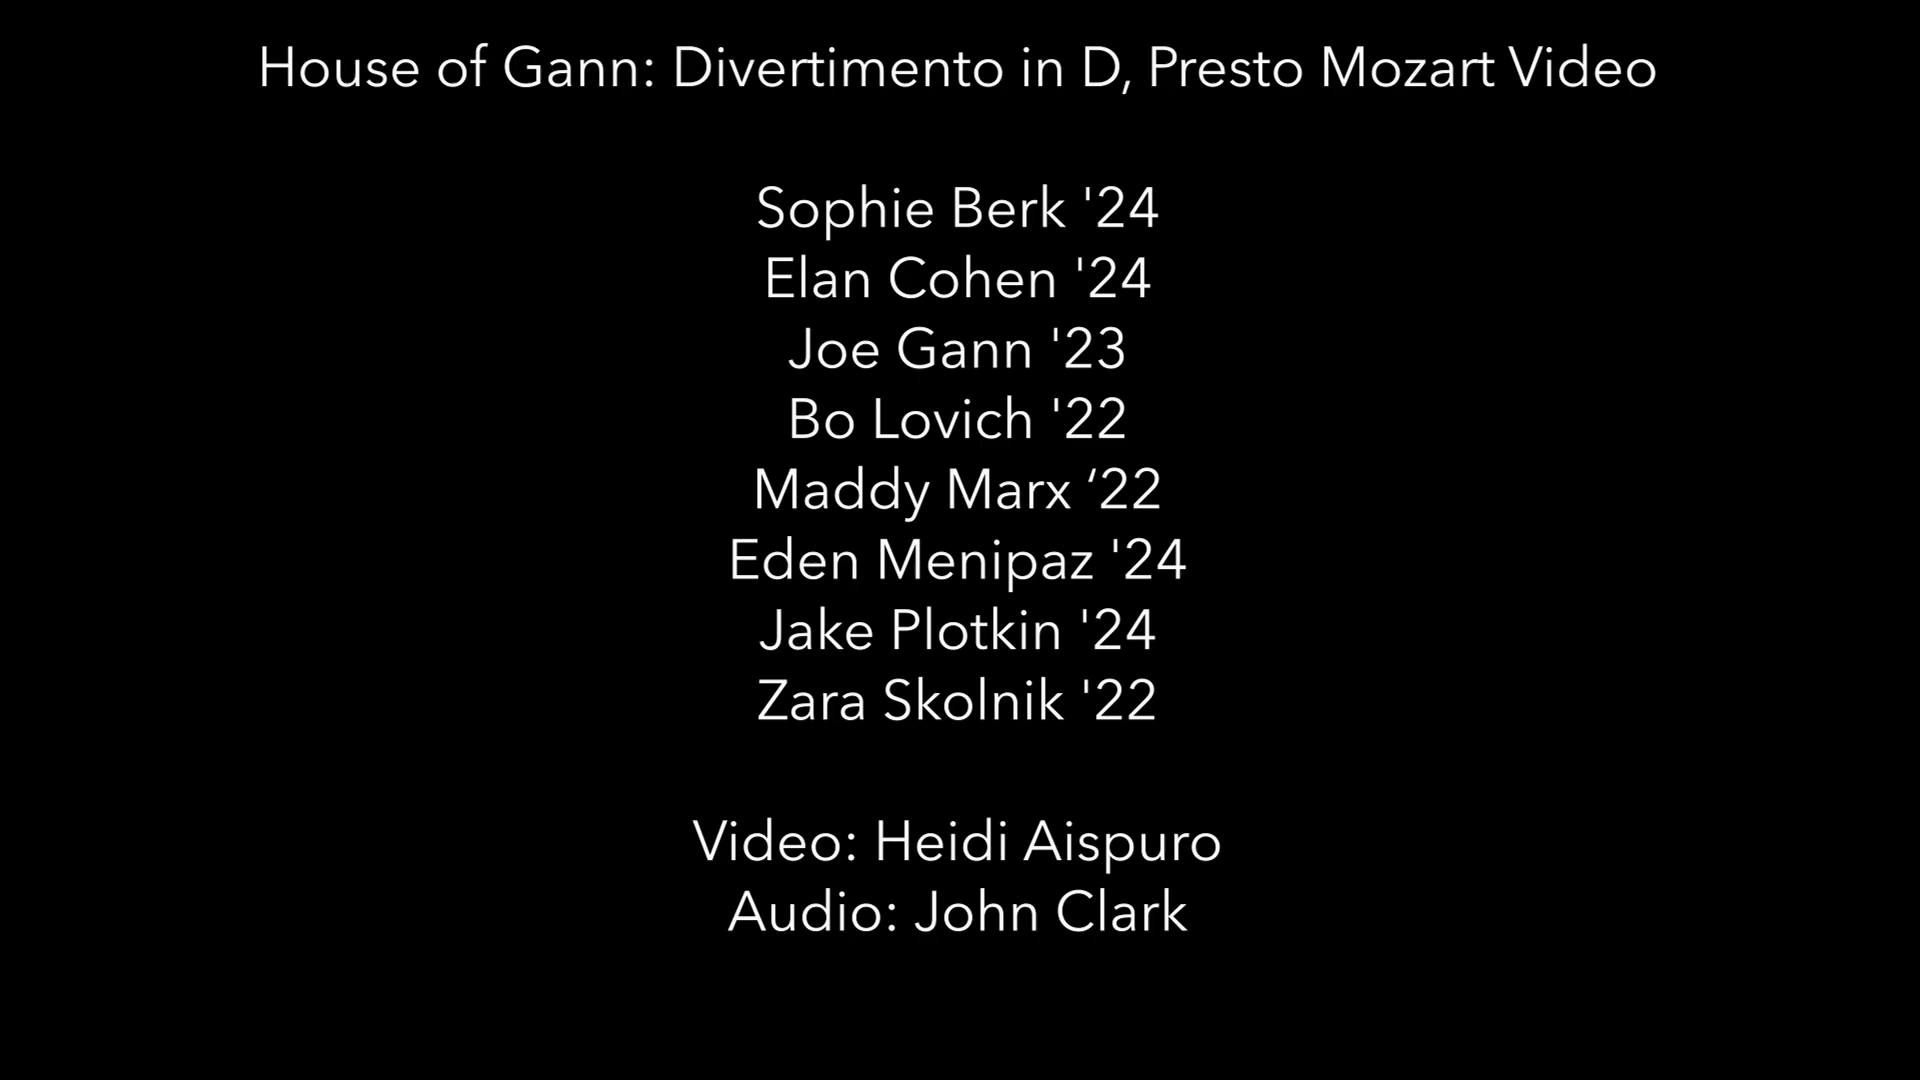 House of Gann: Divertimento in D, Presto Mozart Video
Sophie Berk '24
Elan Cohen '24
Joe Gann '23
Bo Lovich '22
Maddy Marx ‘22
Eden Menipaz '24
Jake Plotkin '24
Zara Skolnik '22
Video: Heidi Aispuro
Audio: John Clark